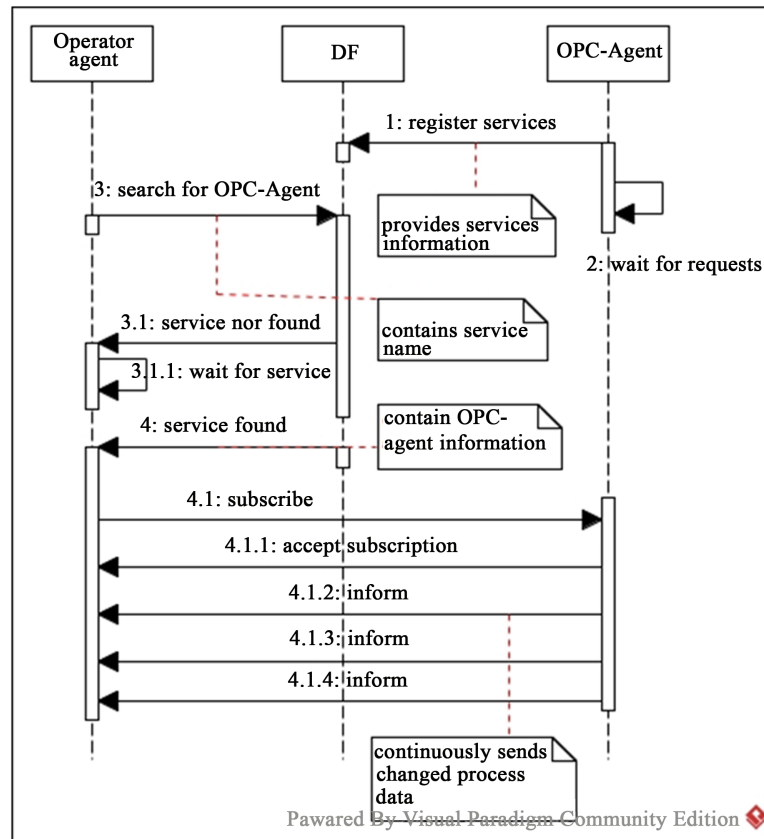 Operator
agent
DF
OPC-Agent
1: register services
3: search for OPC-Agent
provides services
information
2: wait for requests
3.1: service nor found
contains service
name
3.1.1: wait for service
4: service found
contain OPC-
agent information
4.1: subscribe
4.1.1: accept subscription
4.1.2: inform
4.1.3: inform
4.1.4: inform
continuously sends
changed process
data
Pawared By Visual Paradigm Community Edition